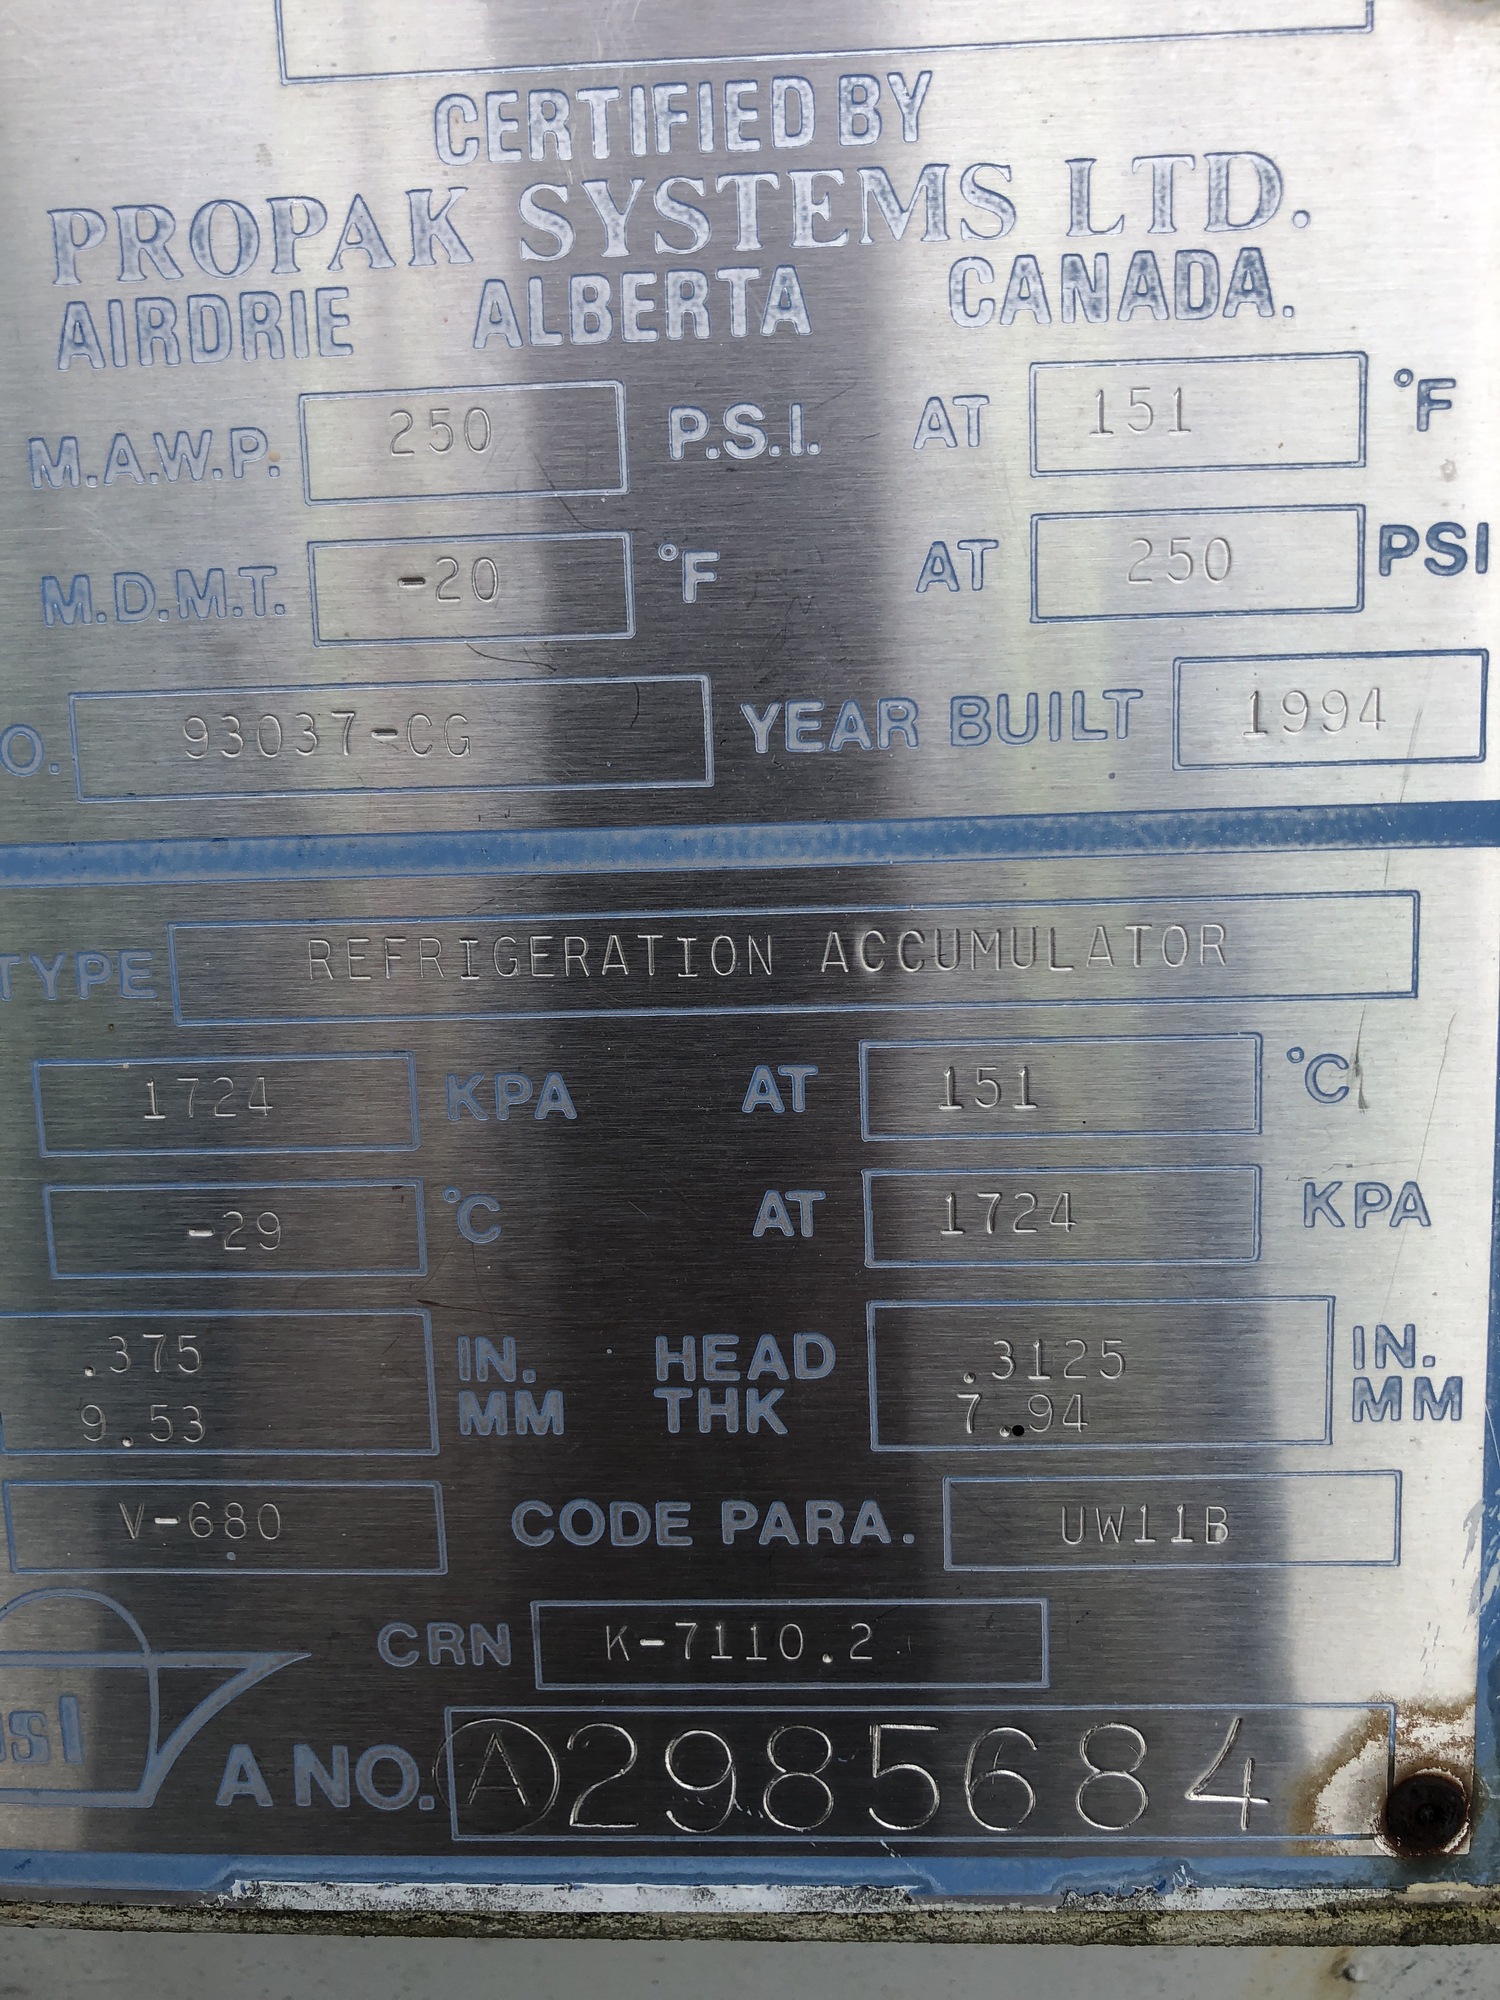 CERTIFIED BY
PROPAK SYSTEMS LTD.
AIRDRIE ALBERTA CANADA.
M.A.W.P. 250 P.S.I. AT 151 °F
M.D.M.T. -20 °F AT 250 PSI
O. 93037-CG YEAR BUILT 1994
TYPE REFRIGERATION ACCUMULATOR
1724 KPA AT 151 °C
-29 °C AT 1724 KPA
.375 IN. HEAD .3125 IN.
9.53 MM THK 7.94 MM
V-680 CODE PARA. UW11B
CRN K-7110.2
sl A NO. A 2985684